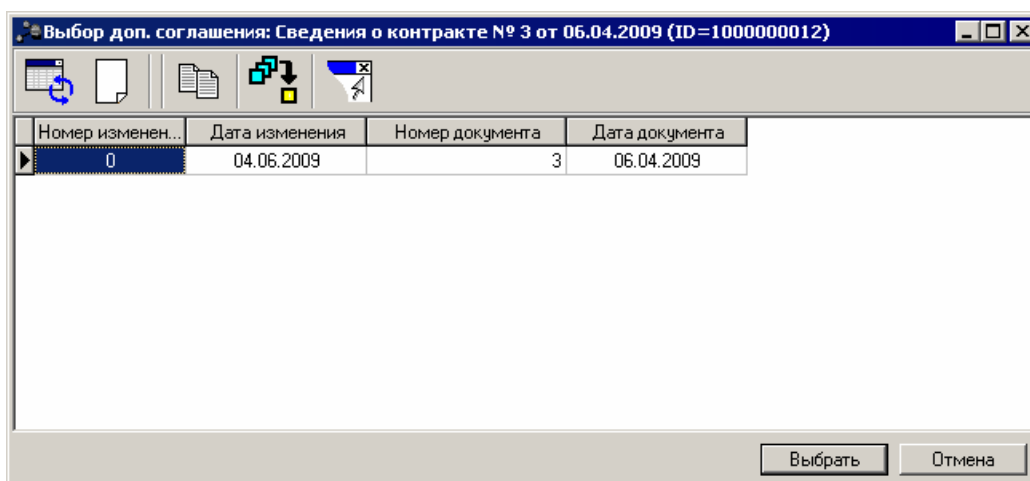 Выбор доп. соглашения: Сведения о контракте № 3 от 06.04.2009 (ID=1000000012)
Номер изменен... Дата изменения Номер документа Дата документа
0 04.06.2009 3 06.04.2009
Выбрать Отмена